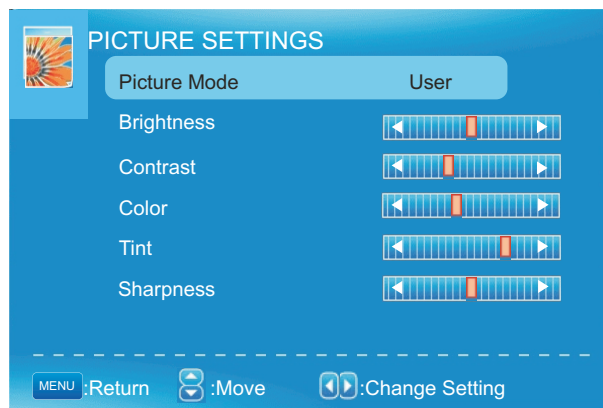 PICTURE SETTINGS
Picture Mode User
Brightness
Contrast
Color
Tint
Sharpness
MENU :Return :Move :Change Setting